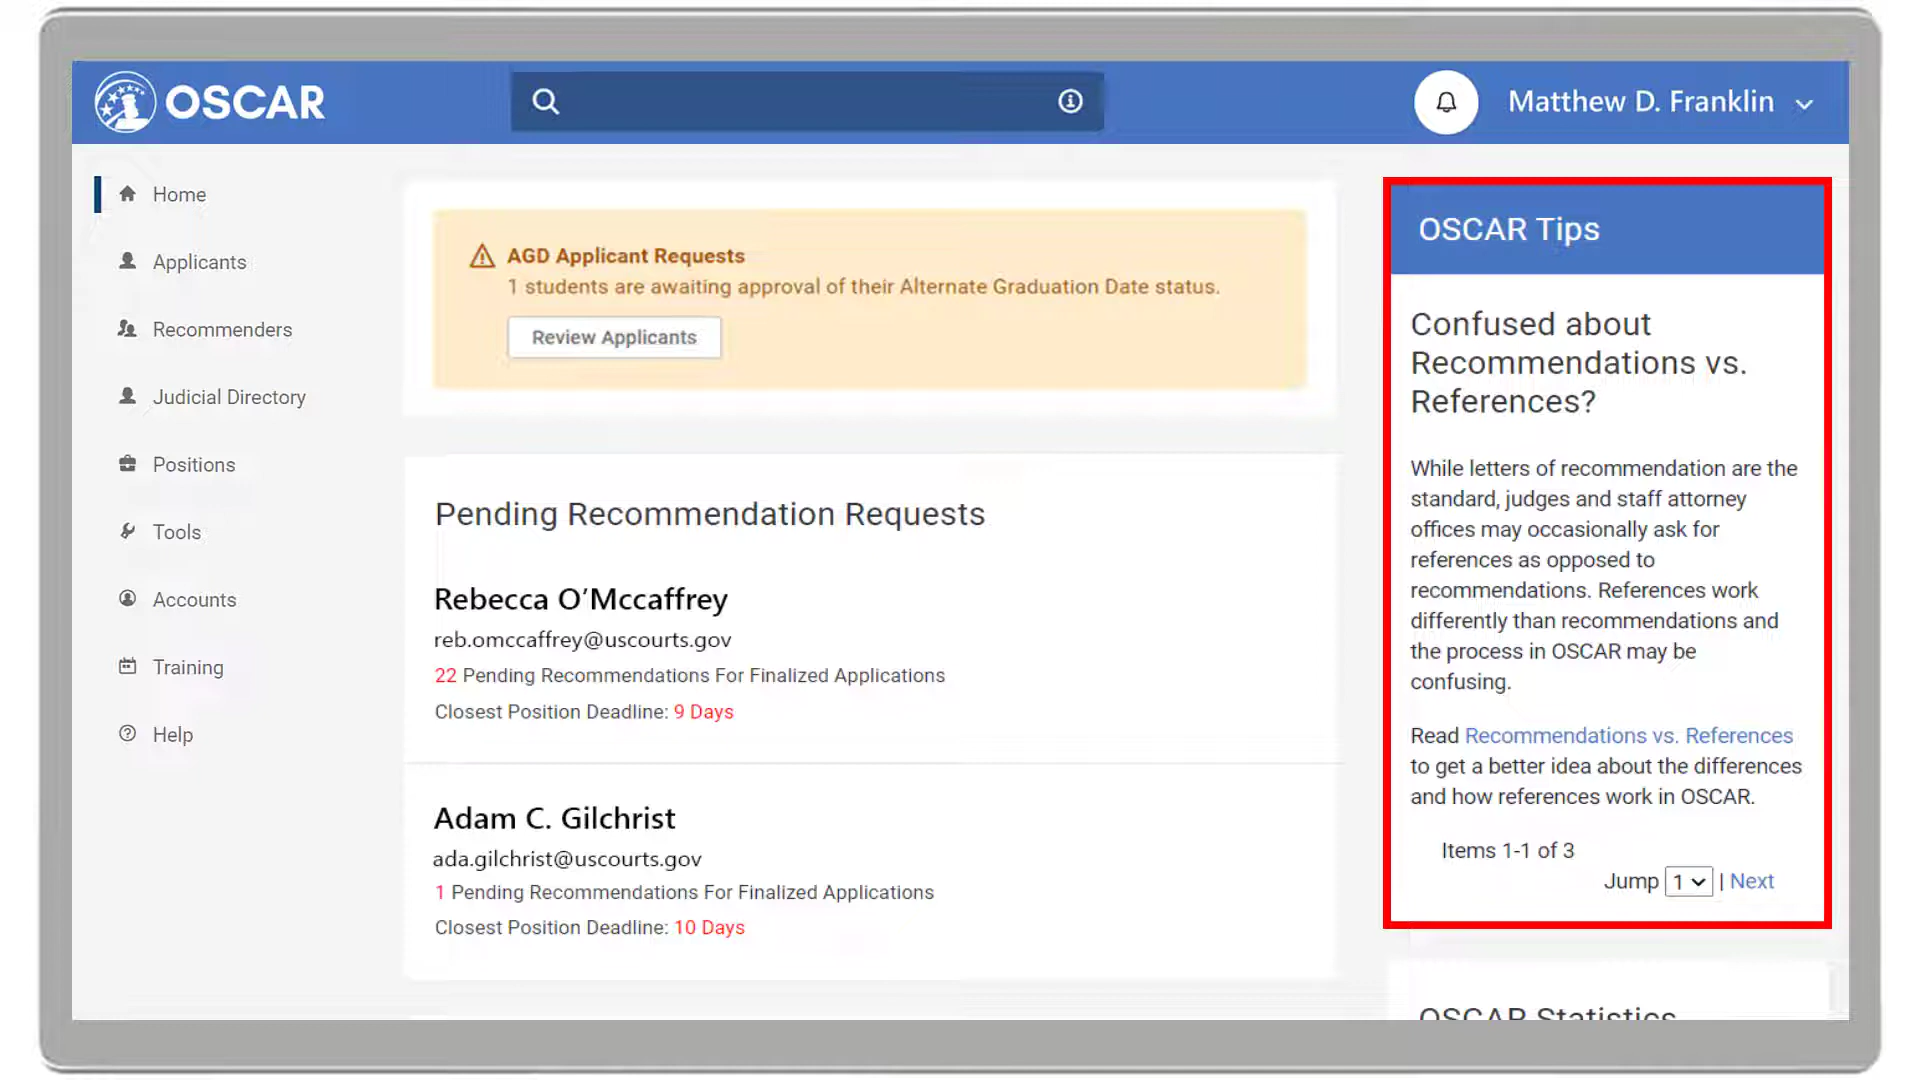 OSCAR
Matthew D. Franklin
Home
Applicants
Recommenders
Judicial Directory
Positions
Tools
Accounts
Training
Help
AGD Applicant Requests
1 students are awaiting approval of their Alternate Graduation Date status.
Review Applicants
Pending Recommendation Requests
Rebecca O’Mccaffrey
reb.omccaffrey@uscourts.gov
22 Pending Recommendations For Finalized Applications
Closest Position Deadline: 9 Days
Adam C. Gilchrist
ada.gilchrist@uscourts.gov
1 Pending Recommendations For Finalized Applications
Closest Position Deadline: 10 Days
OSCAR Tips
Confused about
Recommendations vs.
References?
While letters of recommendation are the
standard, judges and staff attorney
offices may occasionally ask for
references as opposed to
recommendations. References work
differently than recommendations and
the process in OSCAR may be
confusing.
Read Recommendations vs. References
to get a better idea about the differences
and how references work in OSCAR.
Items 1-1 of 3
Jump 1 | Next
OSCAR Statistics